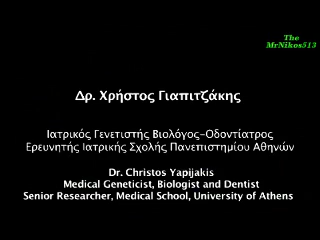 The
MrNikos513
Δρ. Χρήστος Γιαπιτζάκης
Ιατρικός Γενετιστής Βιολόγος-Οδοντίατρος
Ερευνητής Ιατρικής Σχολής Πανεπιστημίου Αθηνών
Dr. Christos Yapijakis
Medical Geneticist, Biologist and Dentist
Senior Researcher, Medical School, University of Athens